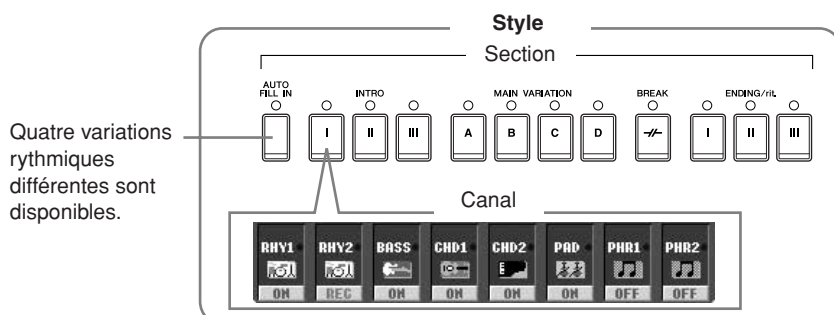 Style
Section
AUTO
FILL IN
INTRO
MAIN VARIATION
BREAK
ENDING/rit.
I II III A B C D I II III
Quatre variations
rythmiques
différentes sont
disponibles.
Canal
RHY1 RHY2 BASS CHD1 CHD2 PAD PHR1 PHR2
ON REC ON ON ON ON OFF OFF